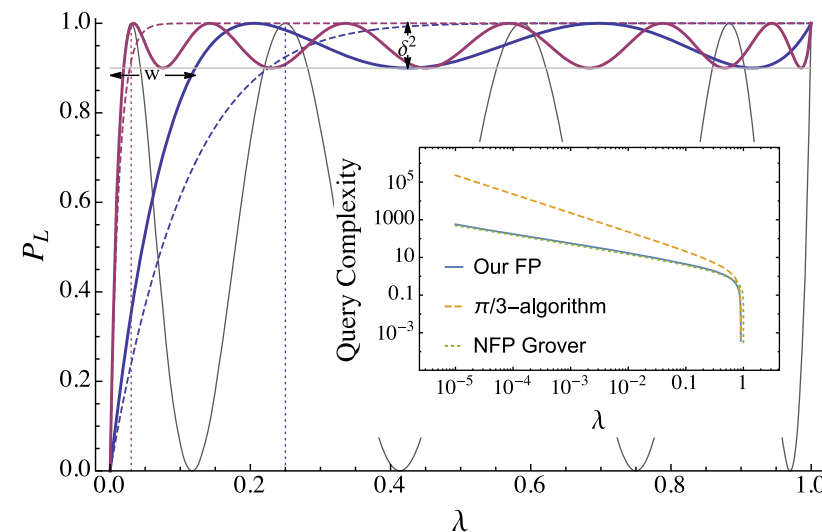 1.0
0.8
0.6
0.4
0.2
0.0
P_L
0.0 0.2 0.4 0.6 0.8 1.0
λ
w
δ²
Query Complexity
10⁵
1000
10
0.1
10⁻³
Our FP
π/3–algorithm
NFP Grover
10⁻⁵ 10⁻⁴ 10⁻³ 10⁻² 0.1 1
λ